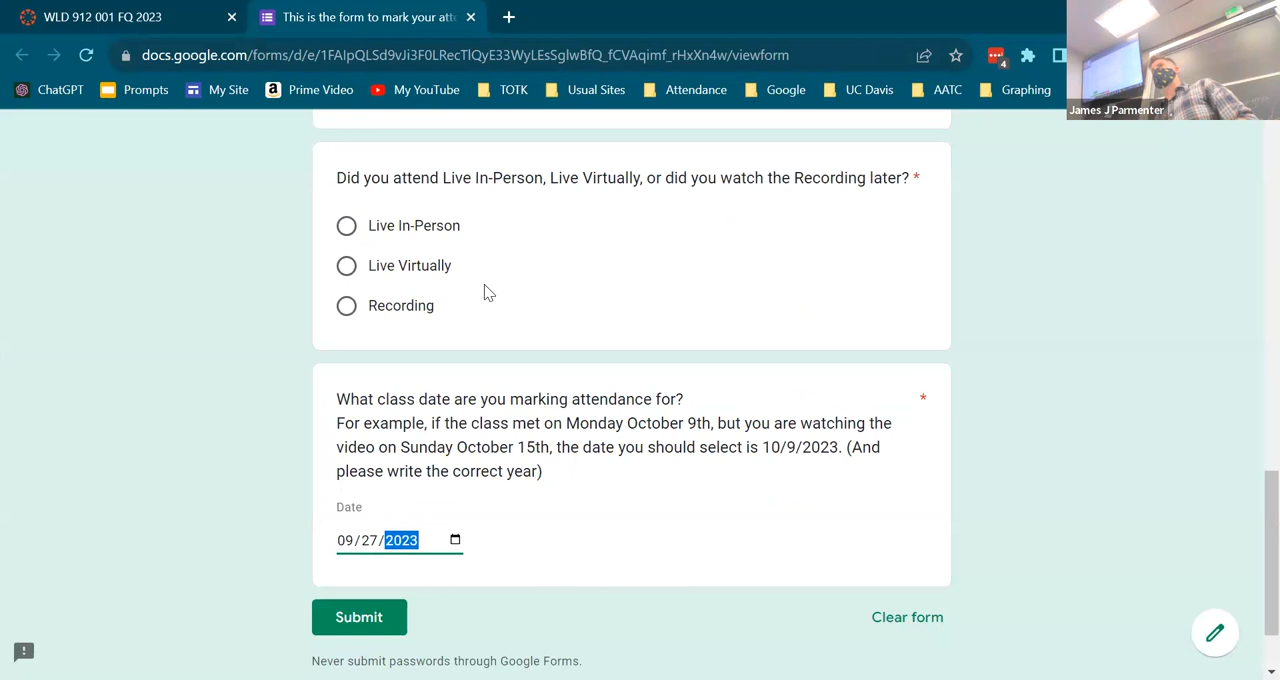 WLD 912 001 FQ 2023
This is the form to mark your att
docs.google.com/forms/d/e/1FAIpQLSd9vJi3F0LRecTlQyE33WyLEsSglwBfQ_fCVAqimf_rHxXn4w/viewform
4
ChatGPT
Prompts
My Site
Prime Video
My YouTube
TOTK
Usual Sites
Attendance
Google
UC Davis
AATC
Graphing
James J Parmenter
Did you attend Live In-Person, Live Virtually, or did you watch the Recording later? *
Live In-Person
Live Virtually
Recording
What class date are you marking attendance for? *
For example, if the class met on Monday October 9th, but you are watching the
video on Sunday October 15th, the date you should select is 10/9/2023. (And
please write the correct year)
Date
09/27/2023
Submit
Clear form
Never submit passwords through Google Forms.